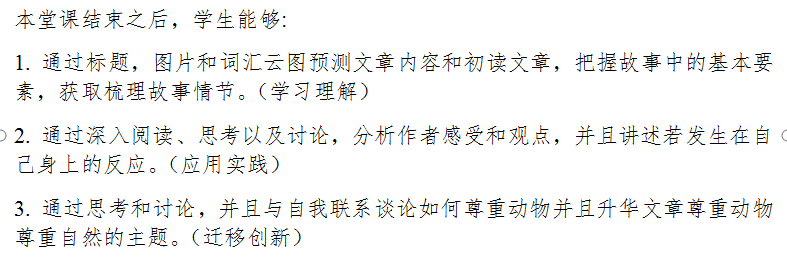 本堂课结束之后，学生能够:
1. 通过标题，图片和词汇云图预测文章内容和初读文章，把握故事中的基本要
素，获取梳理故事情节。（学习理解）
2. 通过深入阅读、思考以及讨论，分析作者感受和观点，并且讲述若发生在自
己身上的反应。（应用实践）
3. 通过思考和讨论，并且与自我联系谈论如何尊重动物并且升华文章尊重动物
尊重自然的主题。（迁移创新）